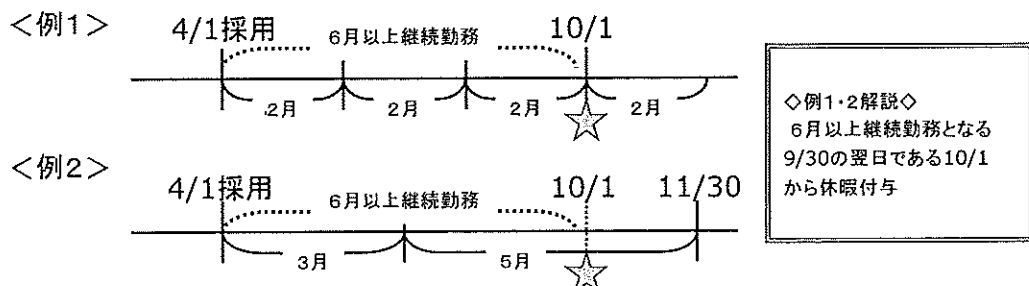 <例1>
4/1採用
6月以上継続勤務
10/1
2月
2月
2月
2月
◇例1・2解説◇
6月以上継続勤務となる
9/30の翌日である10/1
から休暇付与
<例2>
4/1採用
6月以上継続勤務
10/1
11/30
3月
5月